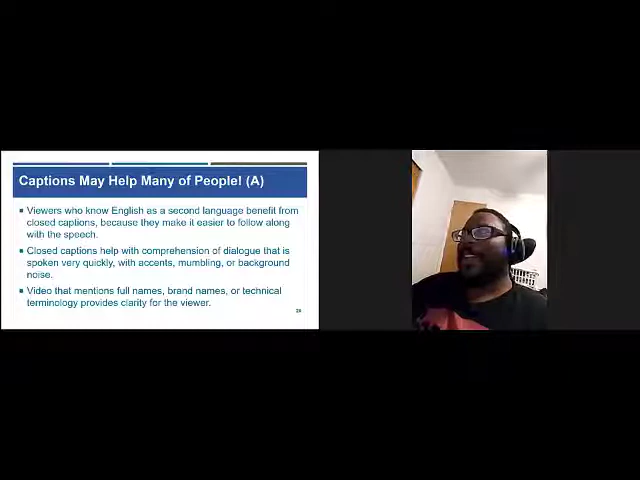 Captions May Help Many of People! (A)
Viewers who know English as a second language benefit from
closed captions, because they make it easier to follow along
with the speech.
Closed captions help with comprehension of dialogue that is
spoken very quickly, with accents, mumbling, or background
noise.
Video that mentions full names, brand names, or technical
terminology provides clarity for the viewer.